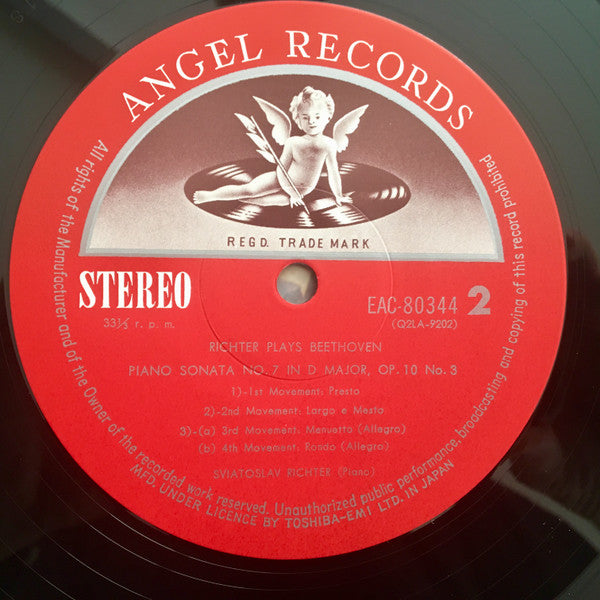 ANGEL RECORDS
REGD. TRADE MARK
STEREO
33⅓ r. p. m.
EAC-80344 2
(Q2LA-9202)
RICHTER PLAYS BEETHOVEN
PIANO SONATA NO. 7 IN D MAJOR, OP. 10 No. 3
1)-1st Movement: Presto
2)-2nd Movement: Largo e Mesto
3)-(a) 3rd Movement: Menuetto (Allegro)
(b) 4th Movement: Rondo (Allegro)
SVIATOSLAV RICHTER (Piano)
All rights of the Manufacturer and of the Owner of the recorded work reserved. Unauthorized public performance, broadcasting and copying of this record prohibited
MFD. UNDER LICENCE BY TOSHIBA-EMI LTD. IN JAPAN